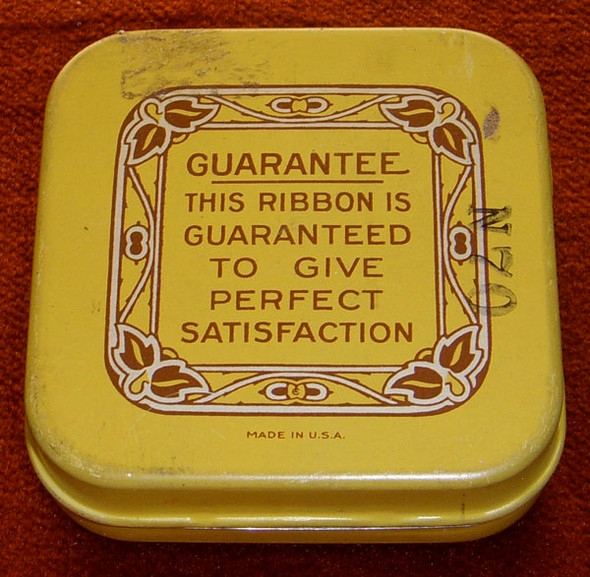 GUARANTEE
THIS RIBBON IS
GUARANTEED
TO GIVE
PERFECT
SATISFACTION
MADE IN U.S.A.